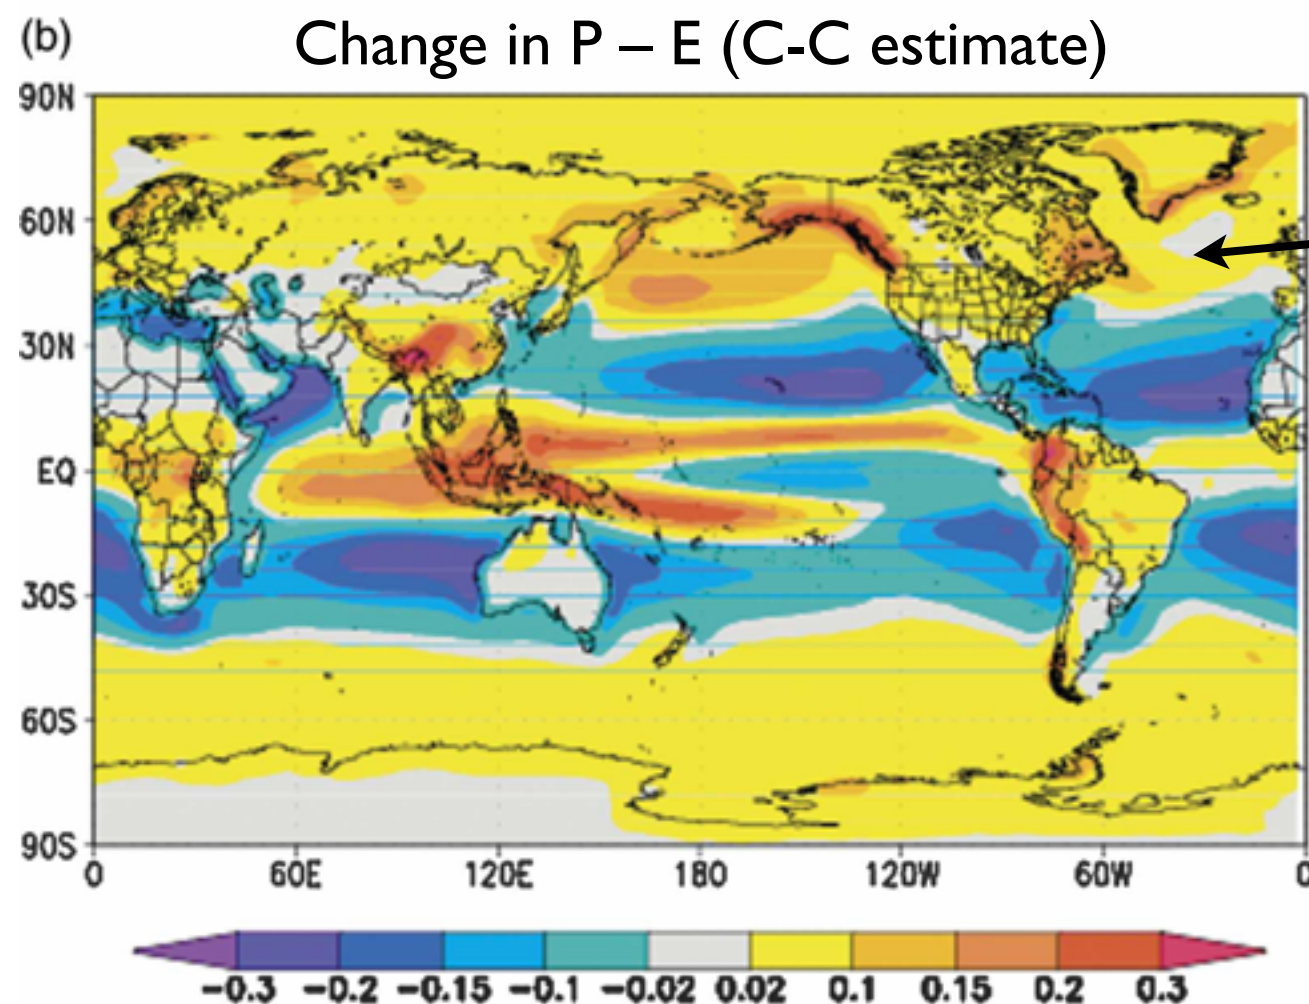 (b) Change in P – E (C-C estimate)
90N
60N
30N
EQ
30S
60S
90S
0 60E 120E 180 120W 60W 0
−0.3 −0.2 −0.15 −0.1 −0.02 0.02 0.1 0.15 0.2 0.3